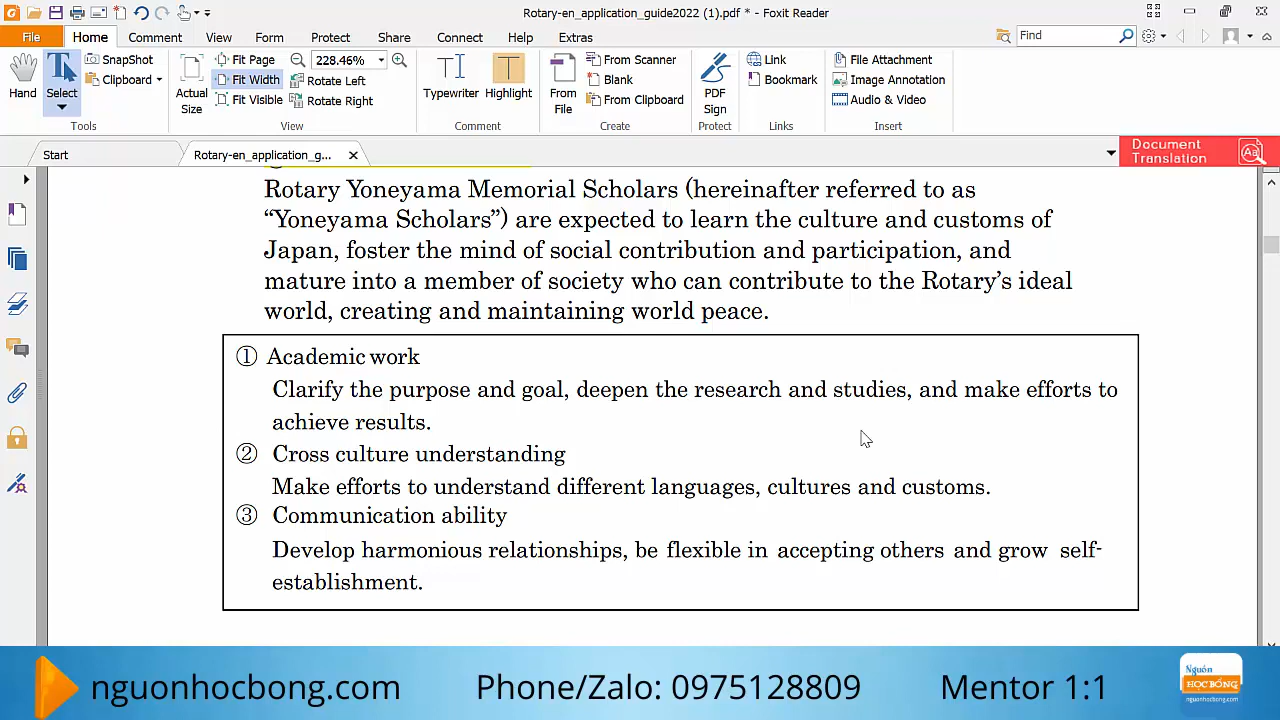 Rotary-en_application_guide2022 (1).pdf * - Foxit Reader
File Home Comment View Form Protect Share Connect Help Extras Find
Hand
Select
SnapShot
Clipboard
Tools
Actual Size
Fit Page
Fit Width
Fit Visible
228.46%
Rotate Left
Rotate Right
View
Typewriter
Highlight
Comment
From File
From Scanner
Blank
From Clipboard
Create
PDF Sign
Protect
Link
Bookmark
Links
File Attachment
Image Annotation
Audio & Video
Insert
Start
Rotary-en_application_g...
Document
Translation
Rotary Yoneyama Memorial Scholars (hereinafter referred to as
“Yoneyama Scholars”) are expected to learn the culture and customs of
Japan, foster the mind of social contribution and participation, and
mature into a member of society who can contribute to the Rotary’s ideal
world, creating and maintaining world peace.
① Academic work
Clarify the purpose and goal, deepen the research and studies, and make efforts to
achieve results.
② Cross culture understanding
Make efforts to understand different languages, cultures and customs.
③ Communication ability
Develop harmonious relationships, be flexible in accepting others and grow self-
establishment.
nguonhocbong.com Phone/Zalo: 0975128809 Mentor 1:1
Nguồn
HỌC BỔNG
nguonhocbong.com